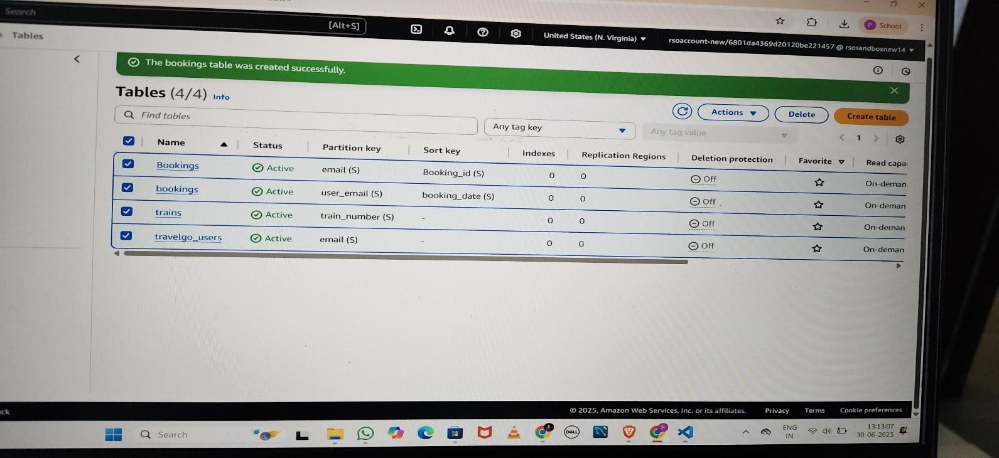 Search
[Alt+S]
United States (N. Virginia)
rsoaccount-new/6801da4369d20120be221457 @ rsosandboxnew14
School
Tables
The bookings table was created successfully.
Tables (4/4) Info
Actions
Delete
Create table
Find tables
Any tag key
Any tag value
1
Name Status Partition key Sort key Indexes Replication Regions Deletion protection Favorite Read capa
Bookings Active email (S) Booking_id (S) 0 0 Off On-deman
bookings Active user_email (S) booking_date (S) 0 0 Off On-deman
trains Active train_number (S) - 0 0 Off On-deman
travelgo_users Active email (S) - 0 0 Off On-deman
© 2025, Amazon Web Services, Inc. or its affiliates. Privacy Terms Cookie preferences
Search
DELL
ENG
IN
13:13:07
30-06-2025